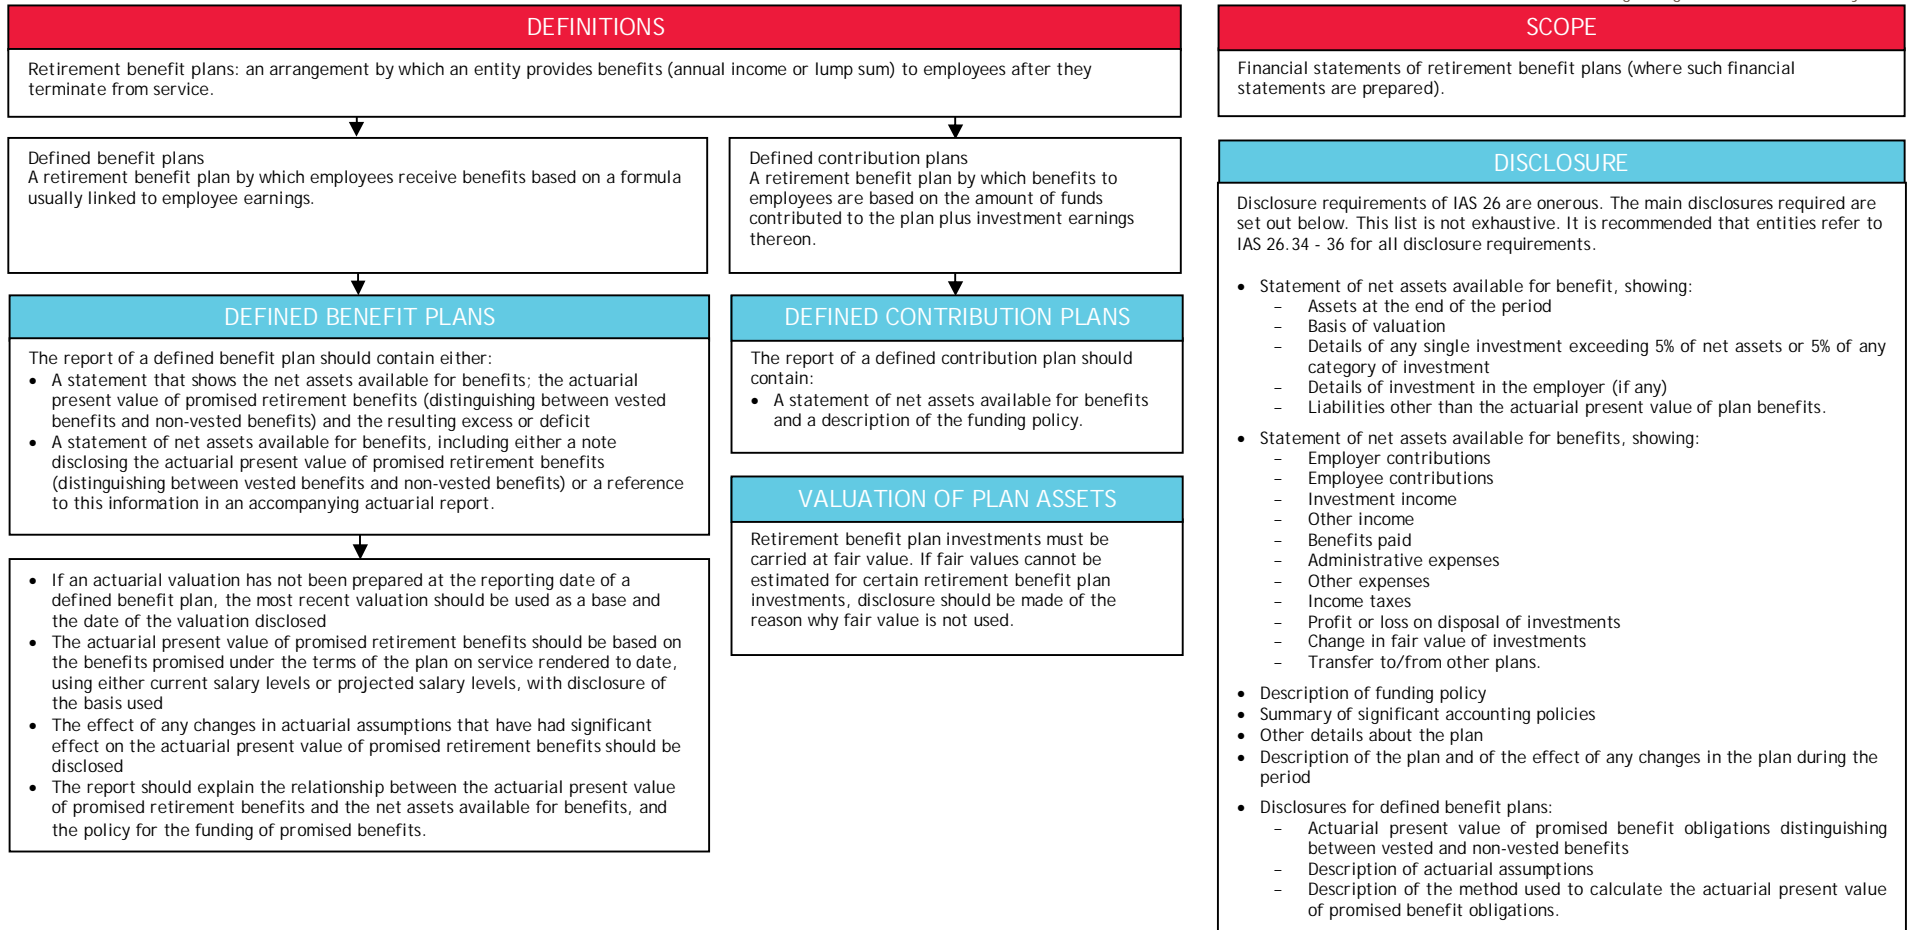 DEFINITIONS
Retirement benefit plans: an arrangement by which an entity provides benefits (annual income or lump sum) to employees after they
terminate from service.
Defined benefit plans
A retirement benefit plan by which employees receive benefits based on a formula
usually linked to employee earnings.
Defined contribution plans
A retirement benefit plan by which benefits to
employees are based on the amount of funds
contributed to the plan plus investment earnings
thereon.
DEFINED BENEFIT PLANS
The report of a defined benefit plan should contain either:
• A statement that shows the net assets available for benefits; the actuarial
present value of promised retirement benefits (distinguishing between vested
benefits and non-vested benefits) and the resulting excess or deficit
• A statement of net assets available for benefits, including either a note
disclosing the actuarial present value of promised retirement benefits
(distinguishing between vested benefits and non-vested benefits) or a reference
to this information in an accompanying actuarial report.
• If an actuarial valuation has not been prepared at the reporting date of a
defined benefit plan, the most recent valuation should be used as a base and
the date of the valuation disclosed
• The actuarial present value of promised retirement benefits should be based on
the benefits promised under the terms of the plan on service rendered to date,
using either current salary levels or projected salary levels, with disclosure of
the basis used
• The effect of any changes in actuarial assumptions that have had significant
effect on the actuarial present value of promised retirement benefits should be
disclosed
• The report should explain the relationship between the actuarial present value
of promised retirement benefits and the net assets available for benefits, and
the policy for the funding of promised benefits.
DEFINED CONTRIBUTION PLANS
The report of a defined contribution plan should
contain:
• A statement of net assets available for benefits
and a description of the funding policy.
VALUATION OF PLAN ASSETS
Retirement benefit plan investments must be
carried at fair value. If fair values cannot be
estimated for certain retirement benefit plan
investments, disclosure should be made of the
reason why fair value is not used.
SCOPE
Financial statements of retirement benefit plans (where such financial
statements are prepared).
DISCLOSURE
Disclosure requirements of IAS 26 are onerous. The main disclosures required are
set out below. This list is not exhaustive. It is recommended that entities refer to
IAS 26.34 - 36 for all disclosure requirements.
• Statement of net assets available for benefit, showing:
– Assets at the end of the period
– Basis of valuation
– Details of any single investment exceeding 5% of net assets or 5% of any
category of investment
– Details of investment in the employer (if any)
– Liabilities other than the actuarial present value of plan benefits.
• Statement of net assets available for benefits, showing:
– Employer contributions
– Employee contributions
– Investment income
– Other income
– Benefits paid
– Administrative expenses
– Other expenses
– Income taxes
– Profit or loss on disposal of investments
– Change in fair value of investments
– Transfer to/from other plans.
• Description of funding policy
• Summary of significant accounting policies
• Other details about the plan
• Description of the plan and of the effect of any changes in the plan during the
period
• Disclosures for defined benefit plans:
– Actuarial present value of promised benefit obligations distinguishing
between vested and non-vested benefits
– Description of actuarial assumptions
– Description of the method used to calculate the actuarial present value
of promised benefit obligations.